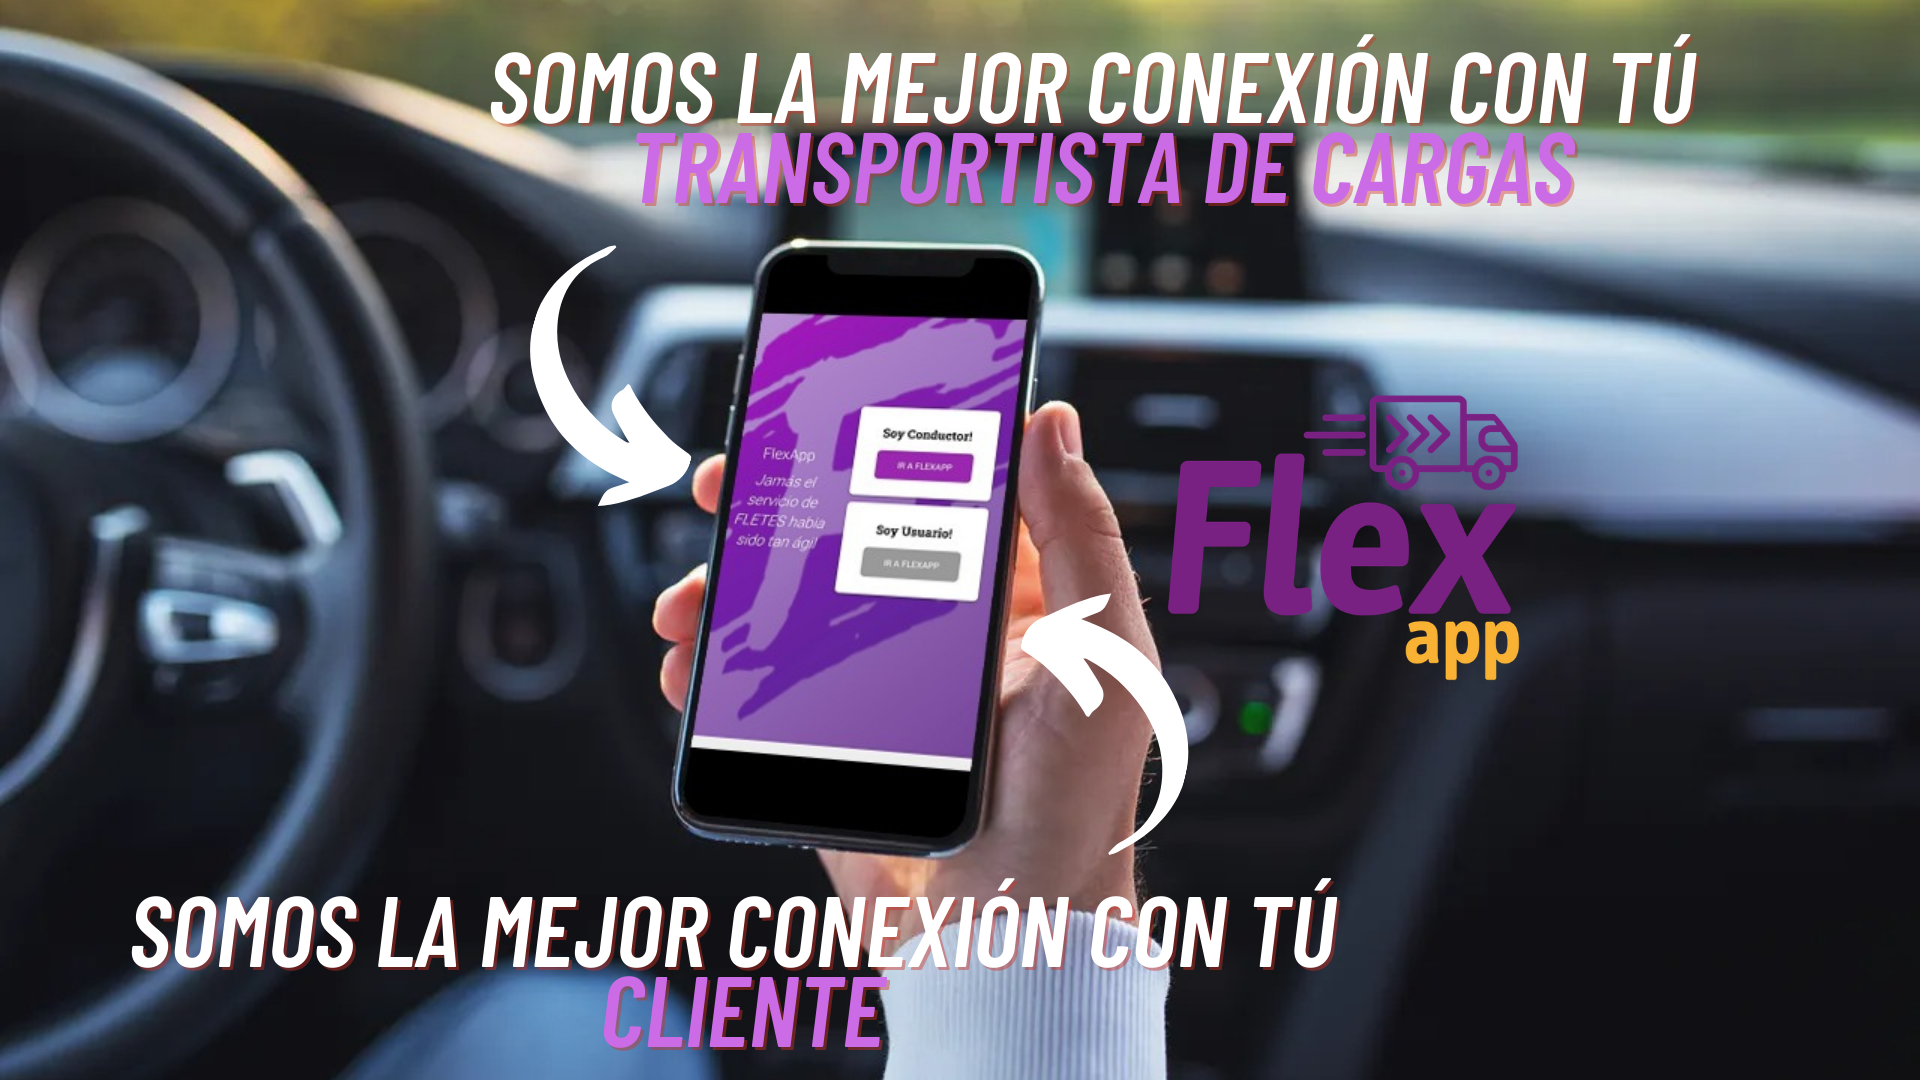 SOMOS LA MEJOR CONEXIÓN CON TÚ
TRANSPORTISTA DE CARGAS
FlexApp
Jamás el
servicio de
FLETES había
sido tan ágil
Soy Conductor!
IR A FLEXAPP
Soy Usuario!
IR A FLEXAPP
Flex
app
SOMOS LA MEJOR CONEXIÓN CON TÚ
CLIENTE